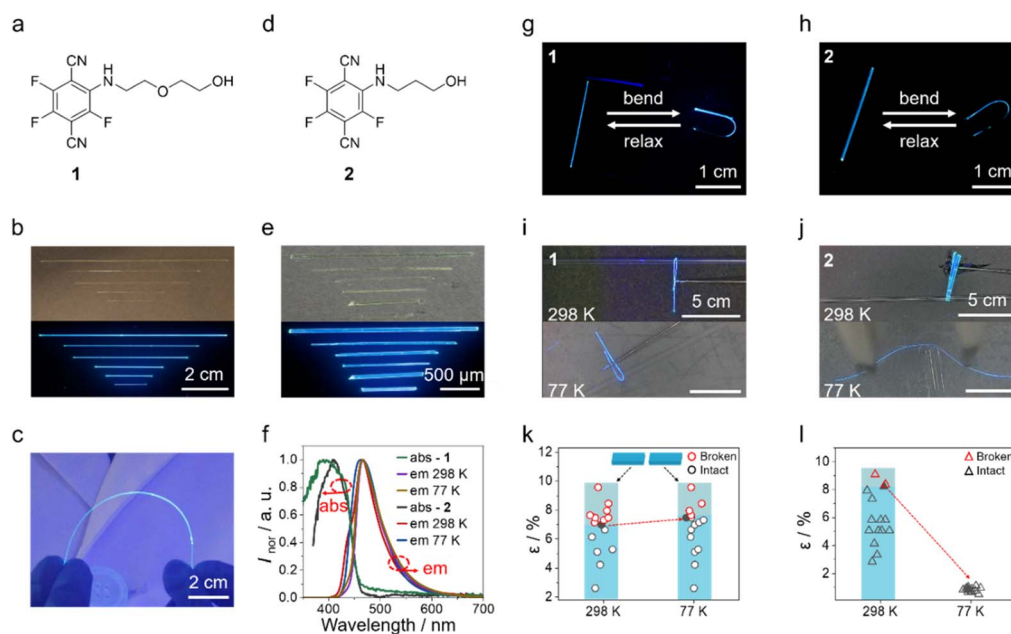 a
CN
H
N
O
OH
F
F
F
CN
1
d
CN
H
N
OH
F
F
F
CN
2
g
1
bend
relax
1 cm
h
2
bend
relax
1 cm
b
2 cm
e
500 μm
i
1
298 K
5 cm
77 K
j
2
298 K
5 cm
77 K
c
2 cm
f
1.0
0.8
0.6
0.4
0.2
0.0
I nor / a. u.
400 500 600 700
Wavelength / nm
abs - 1
em 298 K
em 77 K
abs - 2
em 298 K
em 77 K
abs
em
k
12
10
8
6
4
2
ε / %
Broken
Intact
298 K 77 K
l
10
8
6
4
2
ε / %
Broken
Intact
298 K 77 K